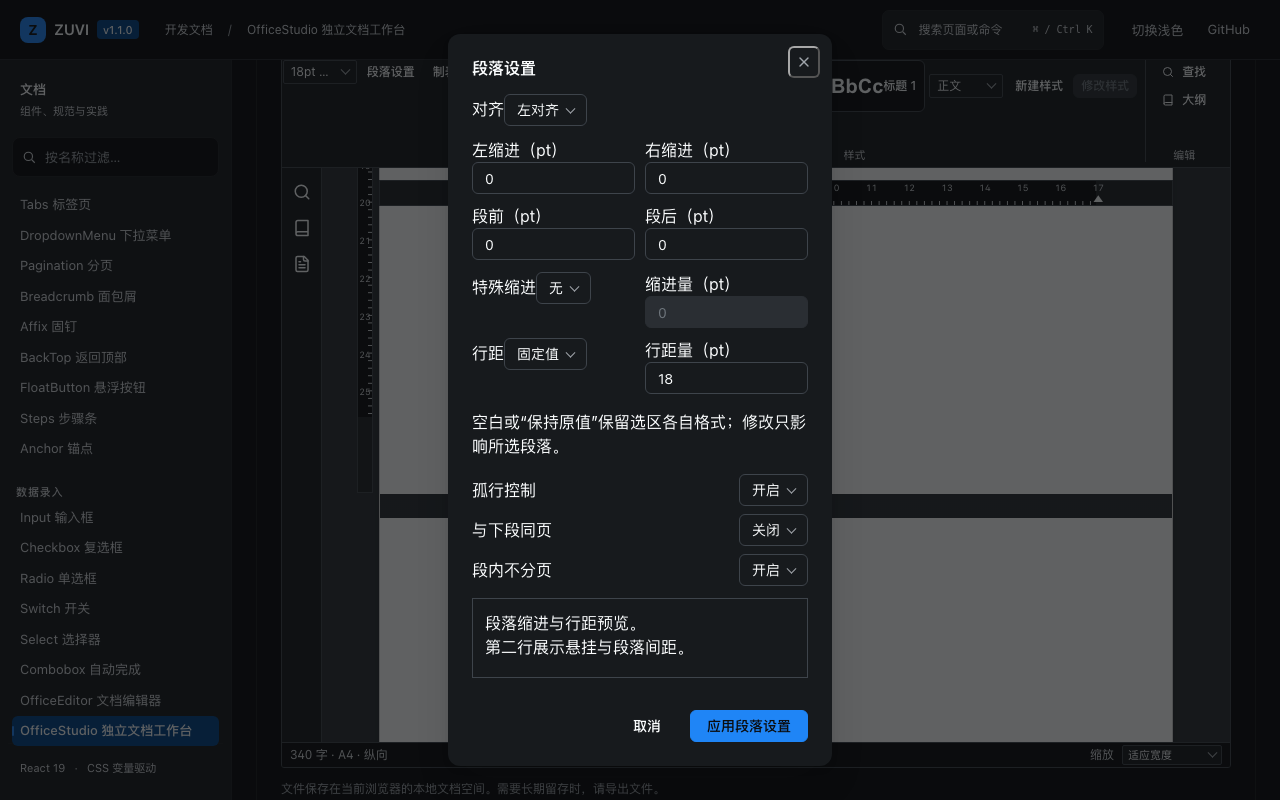 Z ZUVI v1.1.0 开发文档 / OfficeStudio 独立文档工作台 搜索页面或命令 ⌘ / Ctrl K 切换浅色 GitHub
文档
组件、规范与实践
按名称过滤...
Tabs 标签页
DropdownMenu 下拉菜单
Pagination 分页
Breadcrumb 面包屑
Affix 固钉
BackTop 返回顶部
FloatButton 悬浮按钮
Steps 步骤条
Anchor 锚点
数据录入
Input 输入框
Checkbox 复选框
Radio 单选框
Switch 开关
Select 选择器
Combobox 自动完成
OfficeEditor 文档编辑器
OfficeStudio 独立文档工作台
React 19 · CSS 变量驱动
18pt ... 段落设置
BbCc 标题 1 正文 新建样式 修改样式 查找
大纲
样式 编辑
11 12 13 14 15 16 17
20
21
22
23
24
25
段落设置
对齐 左对齐
左缩进（pt） 右缩进（pt）
0 0
段前（pt） 段后（pt）
0 0
特殊缩进 无 缩进量（pt）
0
行距 固定值 行距量（pt）
18
空白或“保持原值”保留选区各自格式；修改只影
响所选段落。
孤行控制 开启
与下段同页 关闭
段内不分页 开启
段落缩进与行距预览。
第二行展示悬挂与段落间距。
取消 应用段落设置
340 字 · A4 · 纵向 缩放 适应宽度
文件保存在当前浏览器的本地文档空间。需要长期留存时，请导出文件。